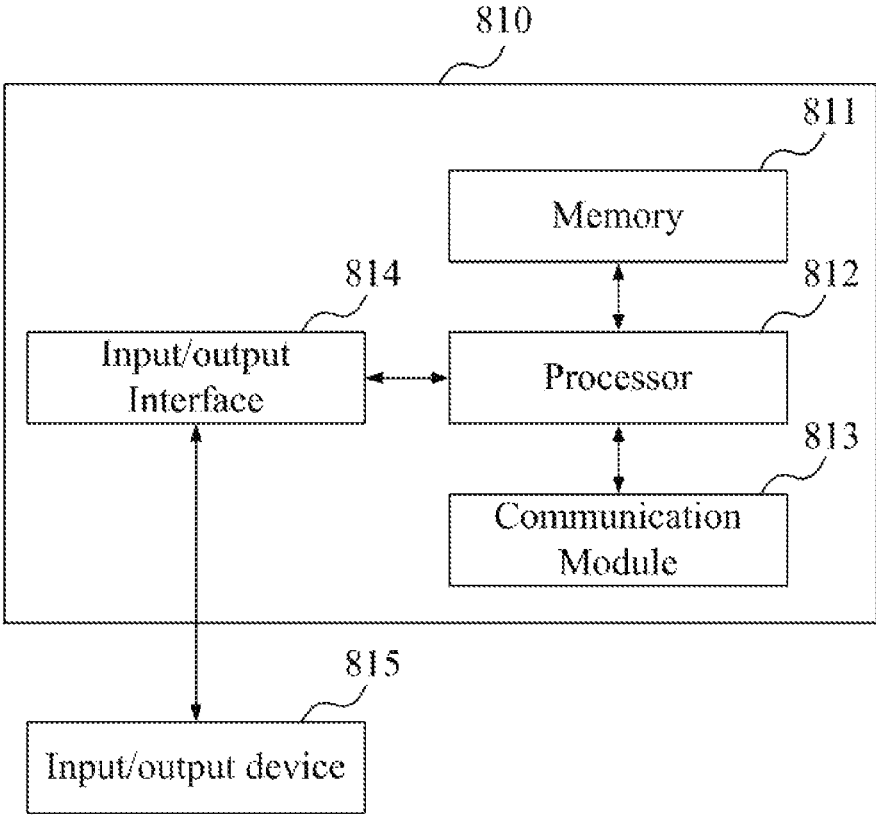 810
811
Memory
814
812
Input/output
Interface
Processor
813
Communication
Module
815
Input/output device